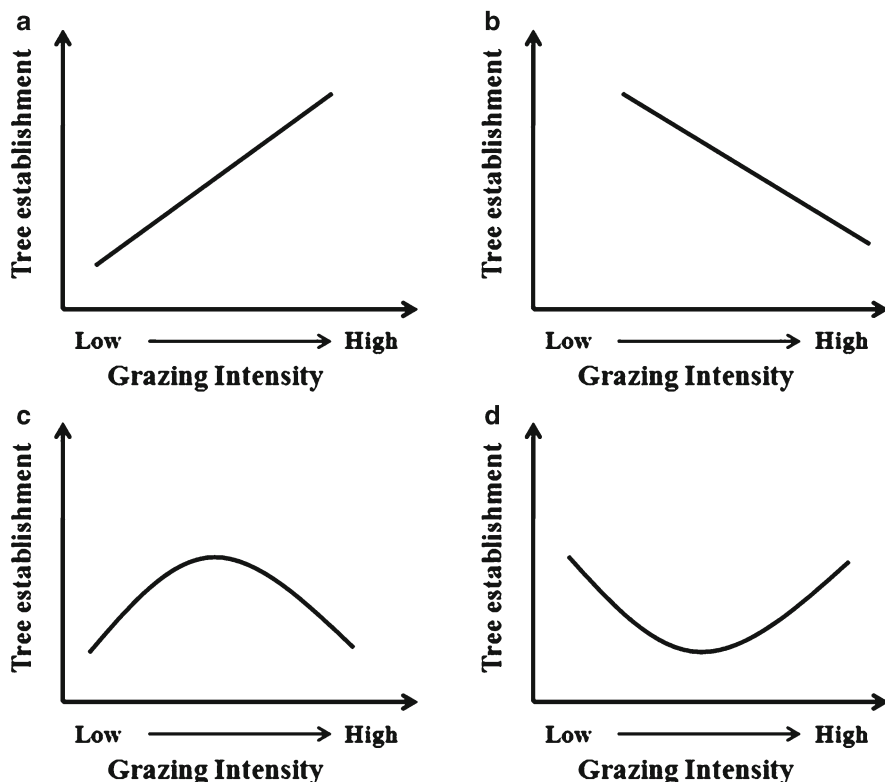 a
Tree establishment
Low High
Grazing Intensity
b
Tree establishment
Low High
Grazing Intensity
c
Tree establishment
Low High
Grazing Intensity
d
Tree establishment
Low High
Grazing Intensity